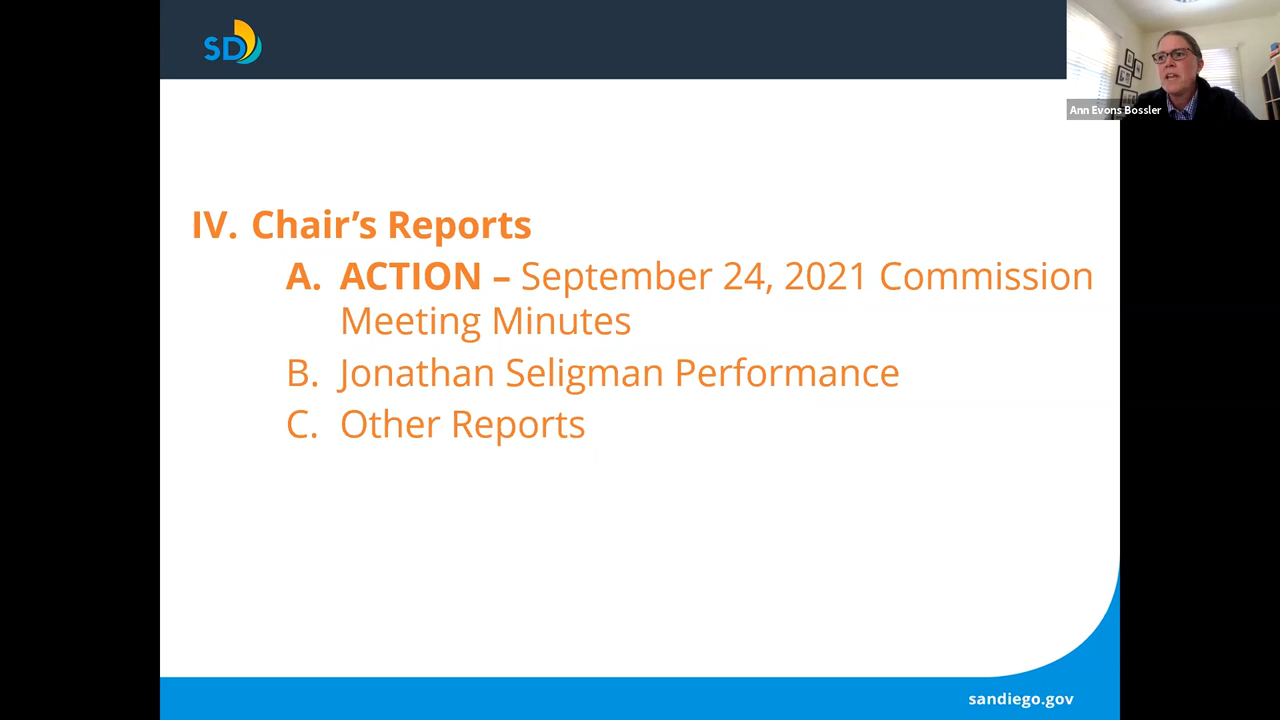 SD
Ann Evons Bossler
IV. Chair’s Reports
A. ACTION – September 24, 2021 Commission
Meeting Minutes
B. Jonathan Seligman Performance
C. Other Reports
sandiego.gov